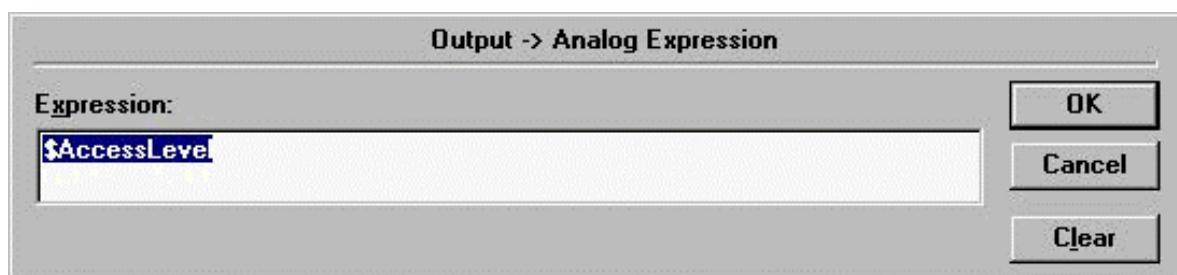 Output -> Analog Expression
Expression:
$AccessLevel
OK
Cancel
Clear